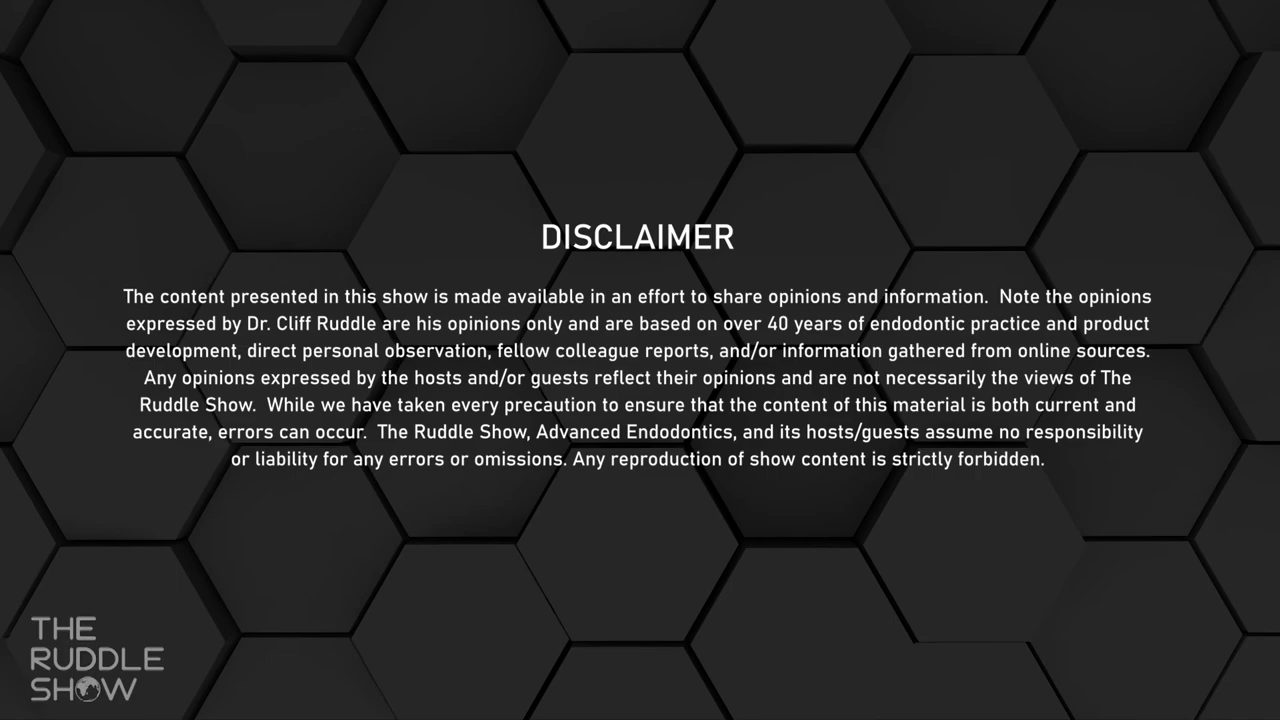 DISCLAIMER
The content presented in this show is made available in an effort to share opinions and information.  Note the opinions
expressed by Dr. Cliff Ruddle are his opinions only and are based on over 40 years of endodontic practice and product
development, direct personal observation, fellow colleague reports, and/or information gathered from online sources.
Any opinions expressed by the hosts and/or guests reflect their opinions and are not necessarily the views of The
Ruddle Show.  While we have taken every precaution to ensure that the content of this material is both current and
accurate, errors can occur.  The Ruddle Show, Advanced Endodontics, and its hosts/guests assume no responsibility
or liability for any errors or omissions. Any reproduction of show content is strictly forbidden.
THE
RUDDLE
SHOW